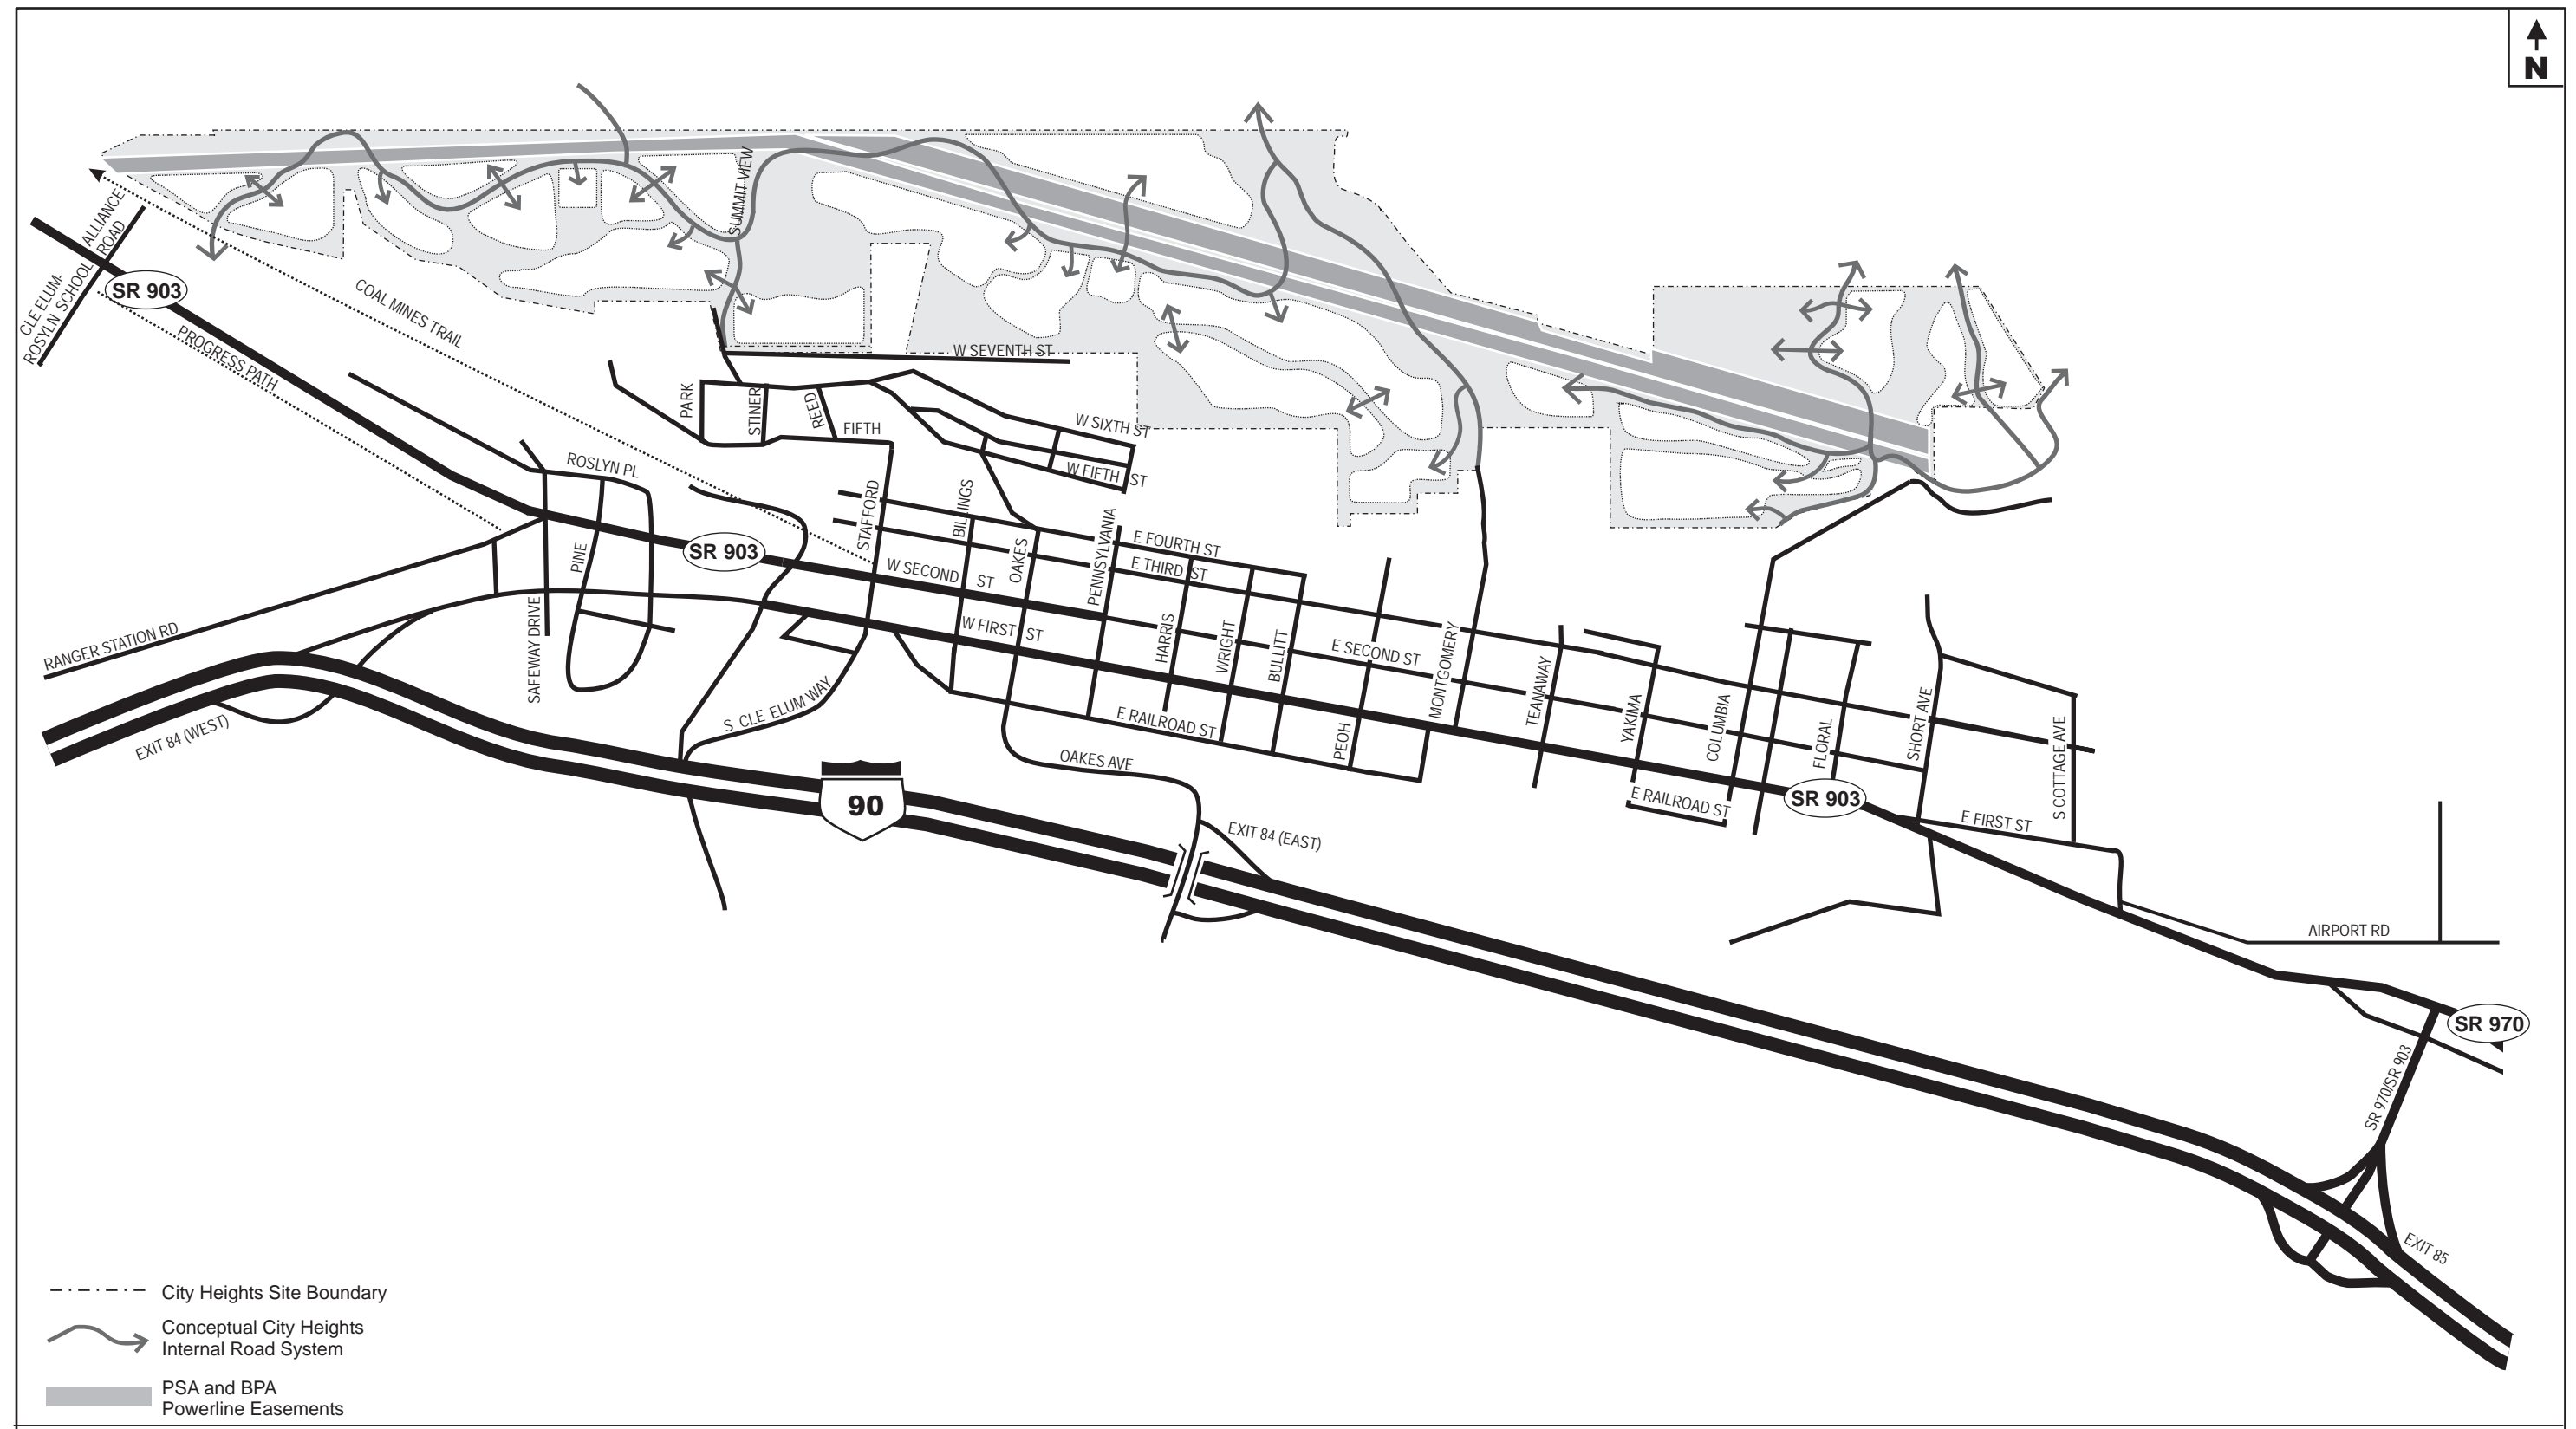 N
SUMMIT VIEW
CLE ELUM-
ROSYLN SCHOOL ALLIANCE
ROAD
SR 903
COAL MINES TRAIL
PROGRESS PATH
W SEVENTH ST
PARK
STINER
REED
FIFTH
W SIXTH ST
W FIFTH ST
ROSLYN PL
STAFFORD
BILLINGS
OAKES
PENNSYLVANIA
E FOURTH ST
E THIRD ST
SR 903
PINE
W SECOND ST
W FIRST ST
HARRIS
WRIGHT
BULLITT
E SECOND ST
MONTGOMERY
RANGER STATION RD
SAFEWAY DRIVE
S CLE ELUM WAY
E RAILROAD ST
PEOH
TEANAWAY
YAKIMA
COLUMBIA
FLORAL
SHORT AVE
S COTTAGE AVE
EXIT 84 (WEST)
OAKES AVE
90
E RAILROAD ST
SR 903
E FIRST ST
EXIT 84 (EAST)
AIRPORT RD
SR 970
SR 970/SR 903
EXIT 85
City Heights Site Boundary
Conceptual City Heights
Internal Road System
PSA and BPA
Powerline Easements